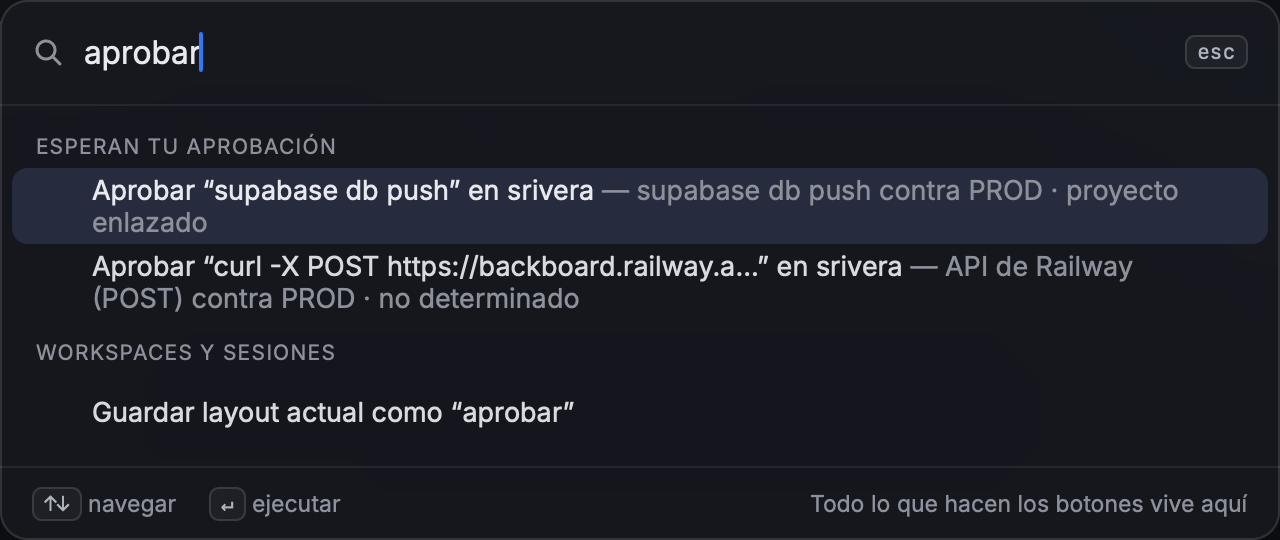 aprobar
esc
ESPERAN TU APROBACIÓN
Aprobar “supabase db push” en srivera — supabase db push contra PROD · proyecto
enlazado
Aprobar “curl -X POST https://backboard.railway.a…” en srivera — API de Railway
(POST) contra PROD · no determinado
WORKSPACES Y SESIONES
Guardar layout actual como “aprobar”
↑↓ navegar ↵ ejecutar Todo lo que hacen los botones vive aquí